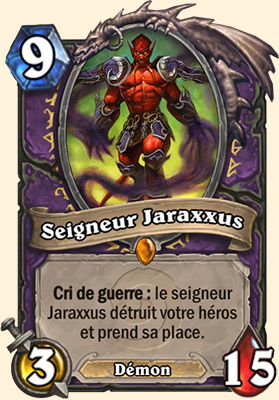 9
Seigneur Jaraxxus
Cri de guerre : le seigneur
Jaraxxus détruit votre héros
et prend sa place.
3
Démon
15